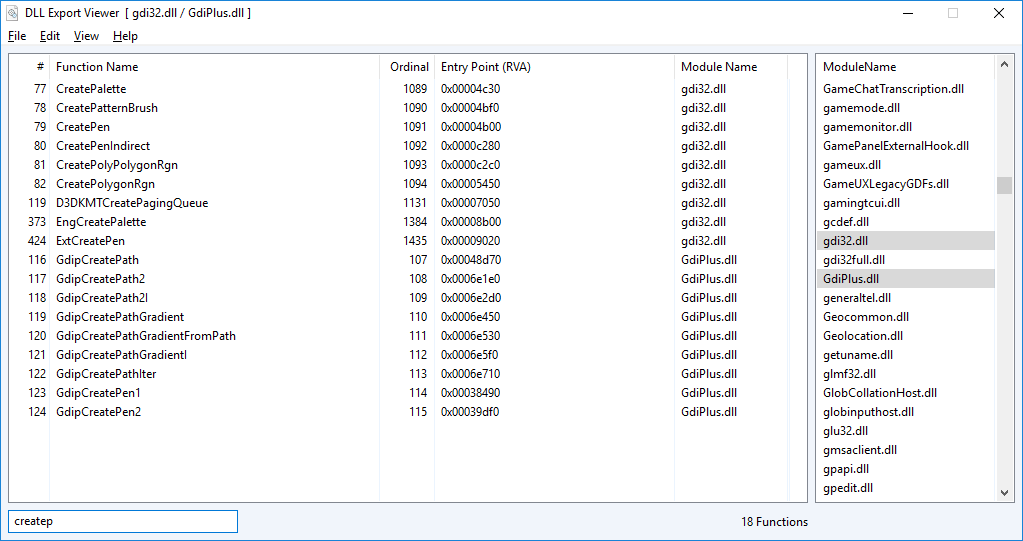 DLL Export Viewer [ gdi32.dll / GdiPlus.dll ]
File Edit View Help
# Function Name Ordinal Entry Point (RVA) Module Name
77 CreatePalette 1089 0x00004c30 gdi32.dll
78 CreatePatternBrush 1090 0x00004bf0 gdi32.dll
79 CreatePen 1091 0x00004b00 gdi32.dll
80 CreatePenIndirect 1092 0x0000c280 gdi32.dll
81 CreatePolyPolygonRgn 1093 0x0000c2c0 gdi32.dll
82 CreatePolygonRgn 1094 0x00005450 gdi32.dll
119 D3DKMTCreatePagingQueue 1131 0x00007050 gdi32.dll
373 EngCreatePalette 1384 0x00008b00 gdi32.dll
424 ExtCreatePen 1435 0x00009020 gdi32.dll
116 GdipCreatePath 107 0x00048d70 GdiPlus.dll
117 GdipCreatePath2 108 0x0006e1e0 GdiPlus.dll
118 GdipCreatePath2I 109 0x0006e2d0 GdiPlus.dll
119 GdipCreatePathGradient 110 0x0006e450 GdiPlus.dll
120 GdipCreatePathGradientFromPath 111 0x0006e530 GdiPlus.dll
121 GdipCreatePathGradientI 112 0x0006e5f0 GdiPlus.dll
122 GdipCreatePathIter 113 0x0006e710 GdiPlus.dll
123 GdipCreatePen1 114 0x00038490 GdiPlus.dll
124 GdipCreatePen2 115 0x00039df0 GdiPlus.dll
ModuleName
GameChatTranscription.dll
gamemode.dll
gamemonitor.dll
GamePanelExternalHook.dll
gameux.dll
GameUXLegacyGDFs.dll
gamingtcui.dll
gcdef.dll
gdi32.dll
gdi32full.dll
GdiPlus.dll
generaltel.dll
Geocommon.dll
Geolocation.dll
getuname.dll
glmf32.dll
GlobCollationHost.dll
globinputhost.dll
glu32.dll
gmsaclient.dll
gpapi.dll
gpedit.dll
createp
18 Functions